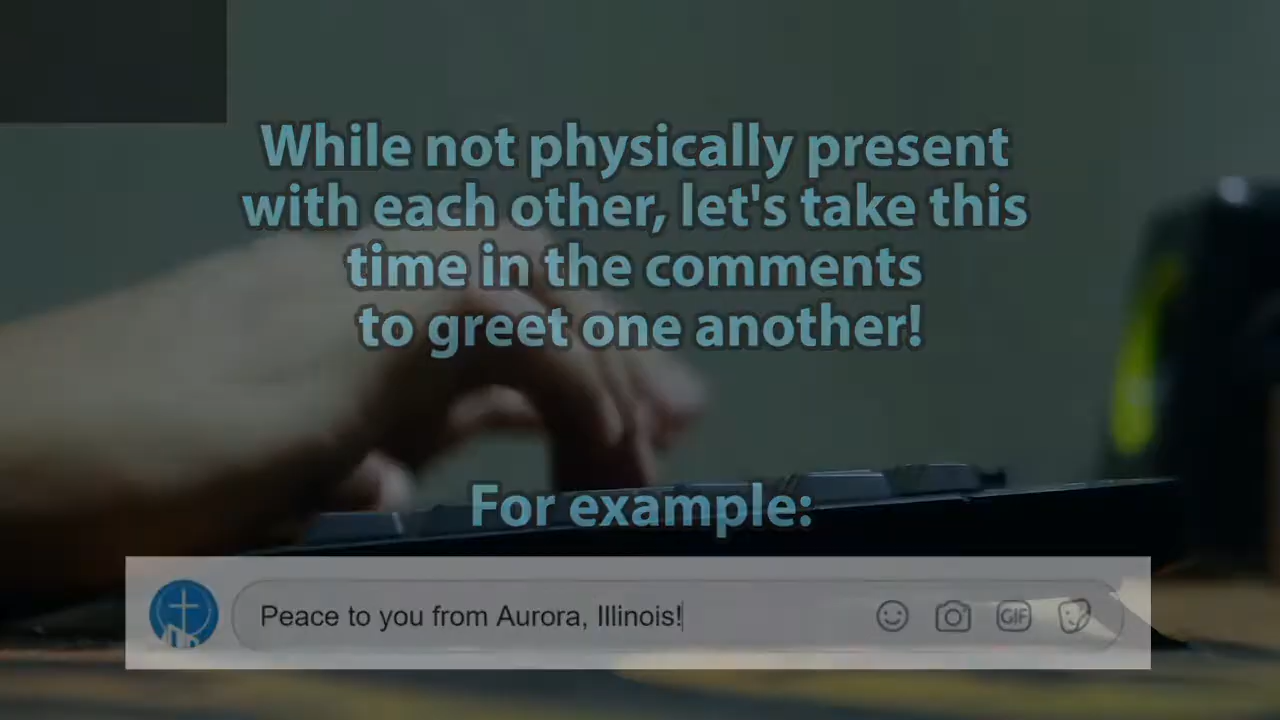 While not physically present
with each other, let's take this
time in the comments
to greet one another!
For example:
Peace to you from Aurora, Illinois!
GIF